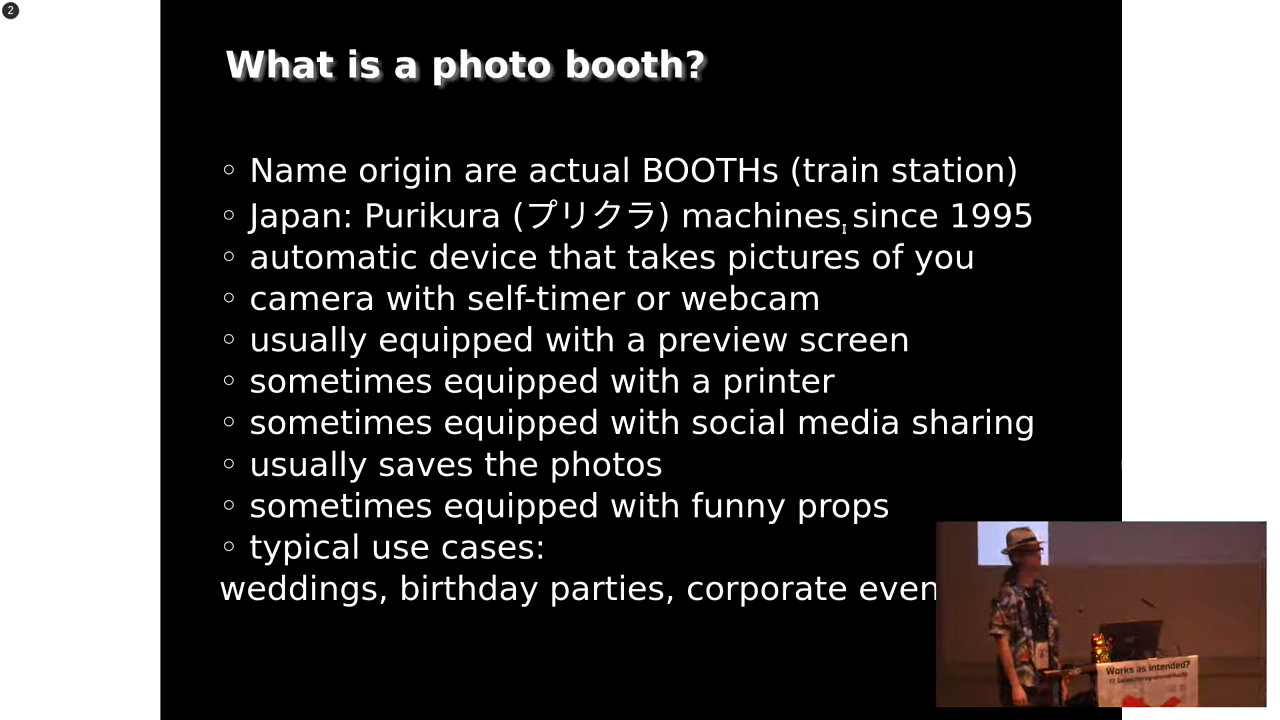 2
What is a photo booth?
◦ Name origin are actual BOOTHs (train station)
◦ Japan: Purikura (プリクラ) machines since 1995
◦ automatic device that takes pictures of you
◦ camera with self-timer or webcam
◦ usually equipped with a preview screen
◦ sometimes equipped with a printer
◦ sometimes equipped with social media sharing
◦ usually saves the photos
◦ sometimes equipped with funny props
◦ typical use cases:
weddings, birthday parties, corporate even
Works as intended?